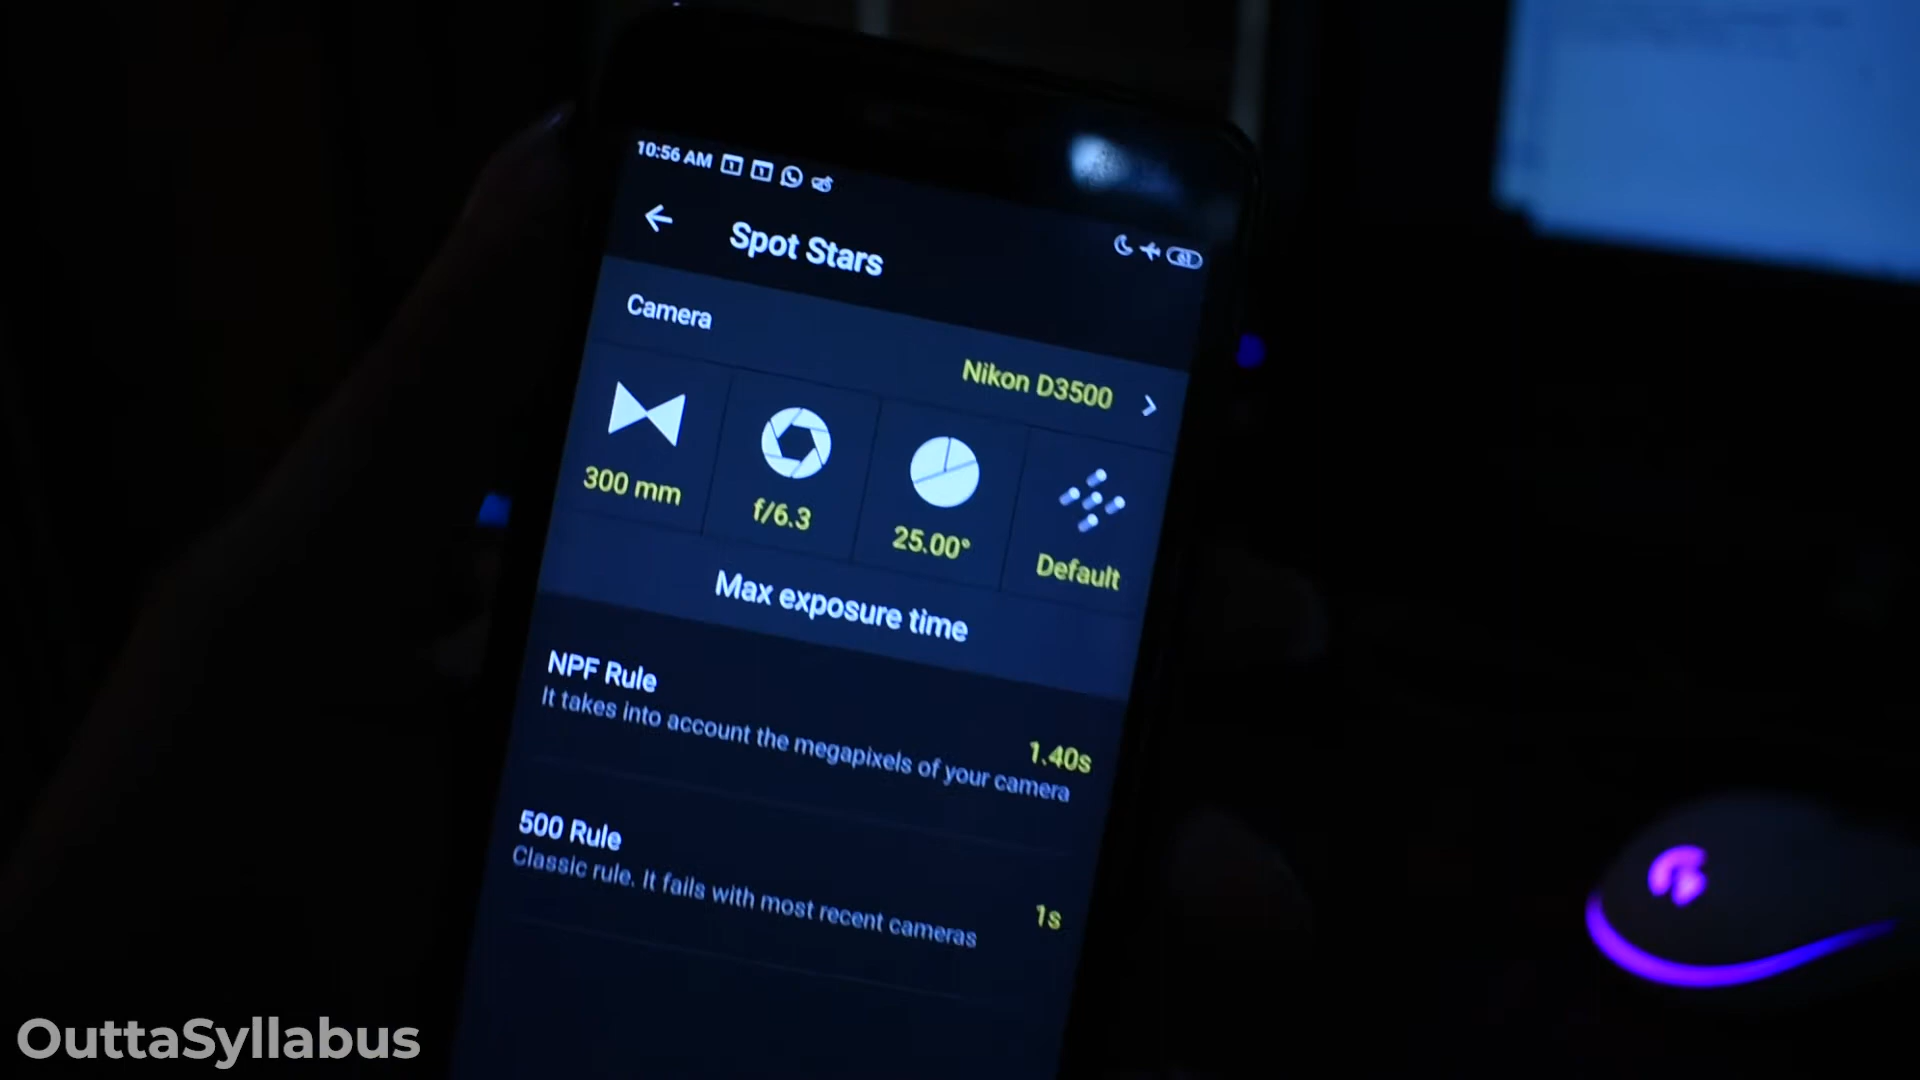 10:56 AM
Spot Stars
Camera
Nikon D3500
300 mm
f/6.3
25.00°
Default
Max exposure time
NPF Rule
It takes into account the megapixels of your camera
1.40s
500 Rule
Classic rule. It fails with most recent cameras
1s
OuttaSyllabus